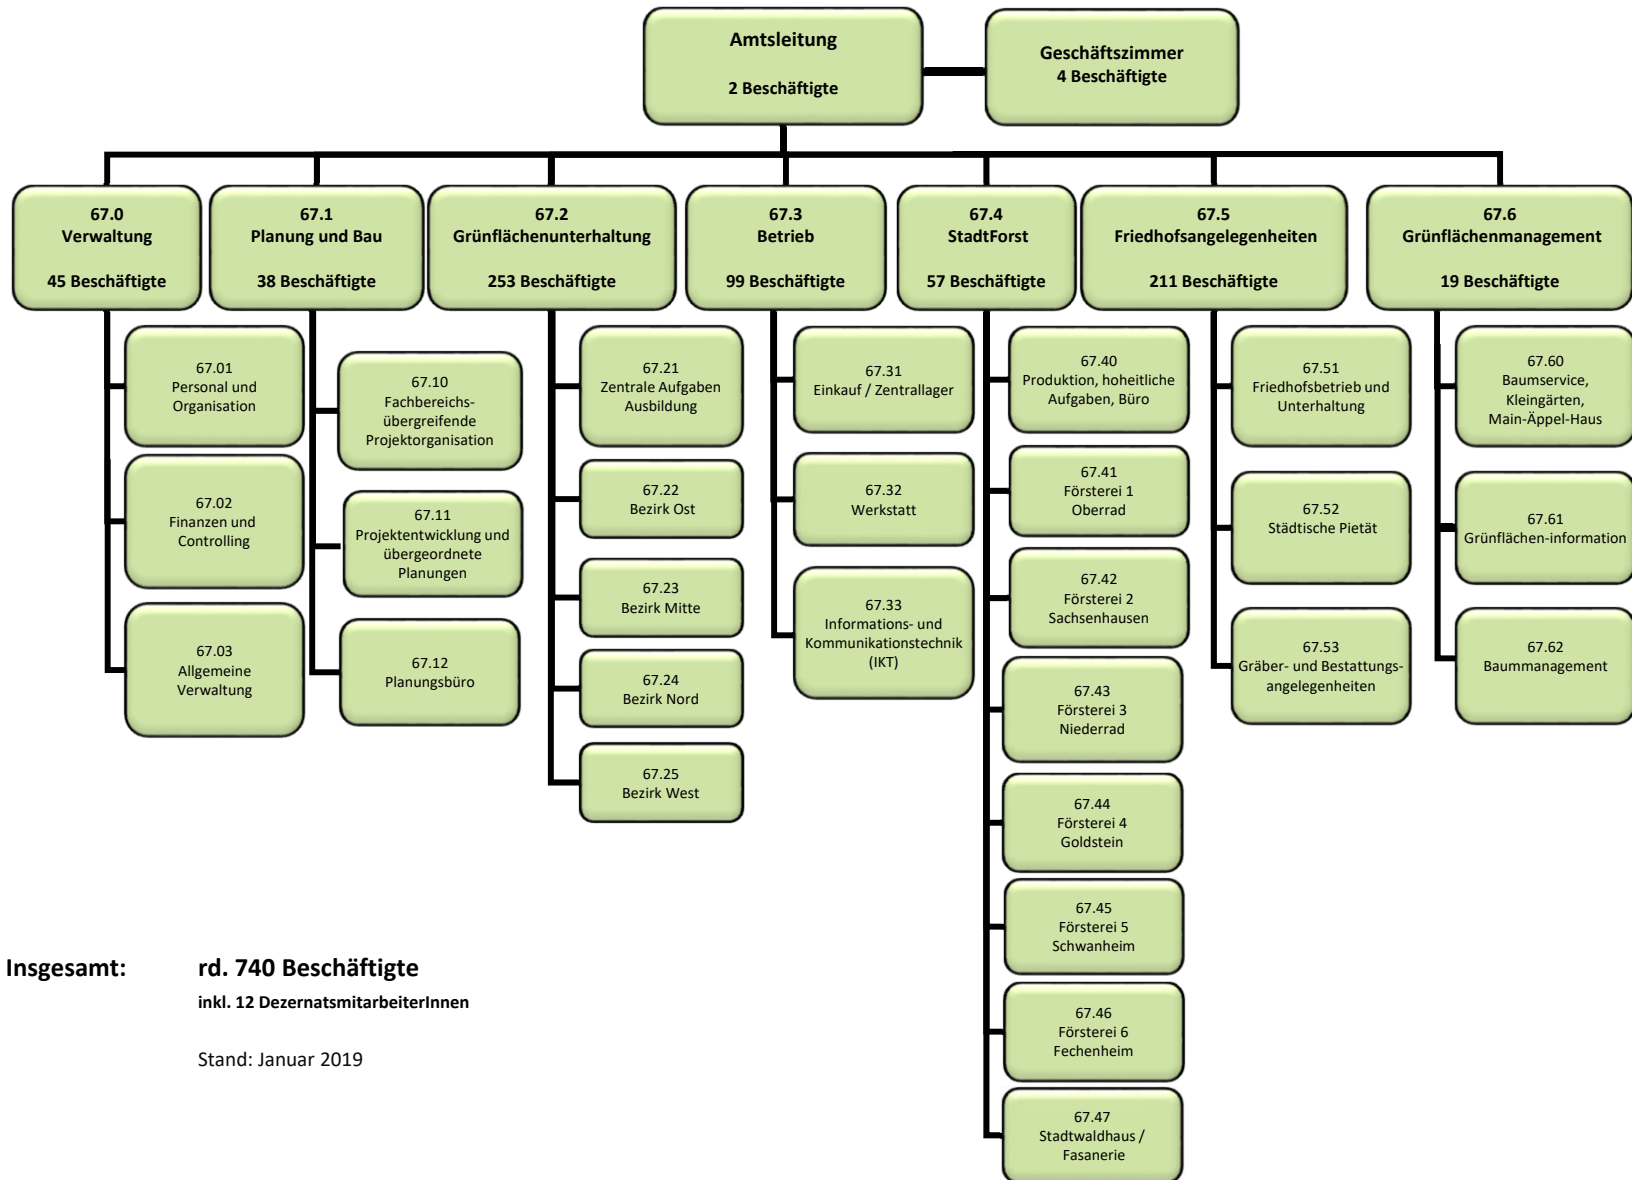 Amtsleitung
2 Beschäftigte
Geschäftszimmer
4 Beschäftigte
67.0
Verwaltung
45 Beschäftigte
67.1
Planung und Bau
38 Beschäftigte
67.2
Grünflächenunterhaltung
253 Beschäftigte
67.3
Betrieb
99 Beschäftigte
67.4
StadtForst
57 Beschäftigte
67.5
Friedhofsangelegenheiten
211 Beschäftigte
67.6
Grünflächenmanagement
19 Beschäftigte
67.01
Personal und
Organisation
67.02
Finanzen und
Controlling
67.03
Allgemeine
Verwaltung
67.10
Fachbereichs-
übergreifende
Projektorganisation
67.11
Projektentwicklung und
übergeordnete
Planungen
67.12
Planungsbüro
67.21
Zentrale Aufgaben
Ausbildung
67.22
Bezirk Ost
67.23
Bezirk Mitte
67.24
Bezirk Nord
67.25
Bezirk West
67.31
Einkauf / Zentrallager
67.32
Werkstatt
67.33
Informations- und
Kommunikationstechnik
(IKT)
67.40
Produktion, hoheitliche
Aufgaben, Büro
67.41
Försterei 1
Oberrad
67.42
Försterei 2
Sachsenhausen
67.43
Försterei 3
Niederrad
67.44
Försterei 4
Goldstein
67.45
Försterei 5
Schwanheim
67.46
Försterei 6
Fechenheim
67.47
Stadtwaldhaus /
Fasanerie
67.51
Friedhofsbetrieb und
Unterhaltung
67.52
Städtische Pietät
67.53
Gräber- und Bestattungs-
angelegenheiten
67.60
Baumservice,
Kleingärten,
Main-Äppel-Haus
67.61
Grünflächen-information
67.62
Baummanagement
Insgesamt: rd. 740 Beschäftigte
inkl. 12 DezernatsmitarbeiterInnen
Stand: Januar 2019